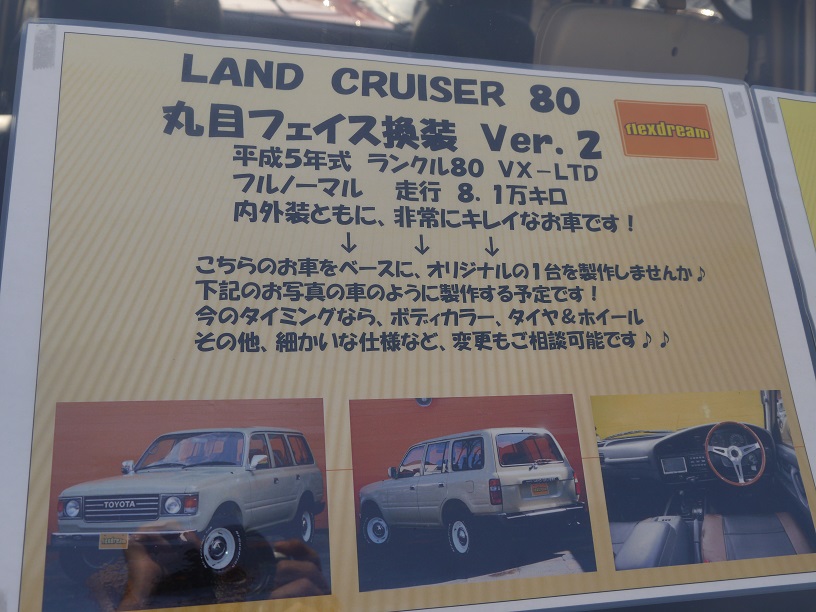 LAND CRUISER 80
丸目フェイス換装 Ver.2
flexdream
平成5年式 ランクル80 VX-LTD
フルノーマル 走行 8.1万キロ
内外装ともに、非常にキレイなお車です！
↓ ↓ ↓
こちらのお車をベースに、オリジナルの1台を製作しませんか♪
下記のお写真の車のように製作する予定です！
今のタイミングなら、ボディカラー、タイヤ&ホイール
その他、細かいな仕様など、変更もご相談可能です♪♪
TOYOTA